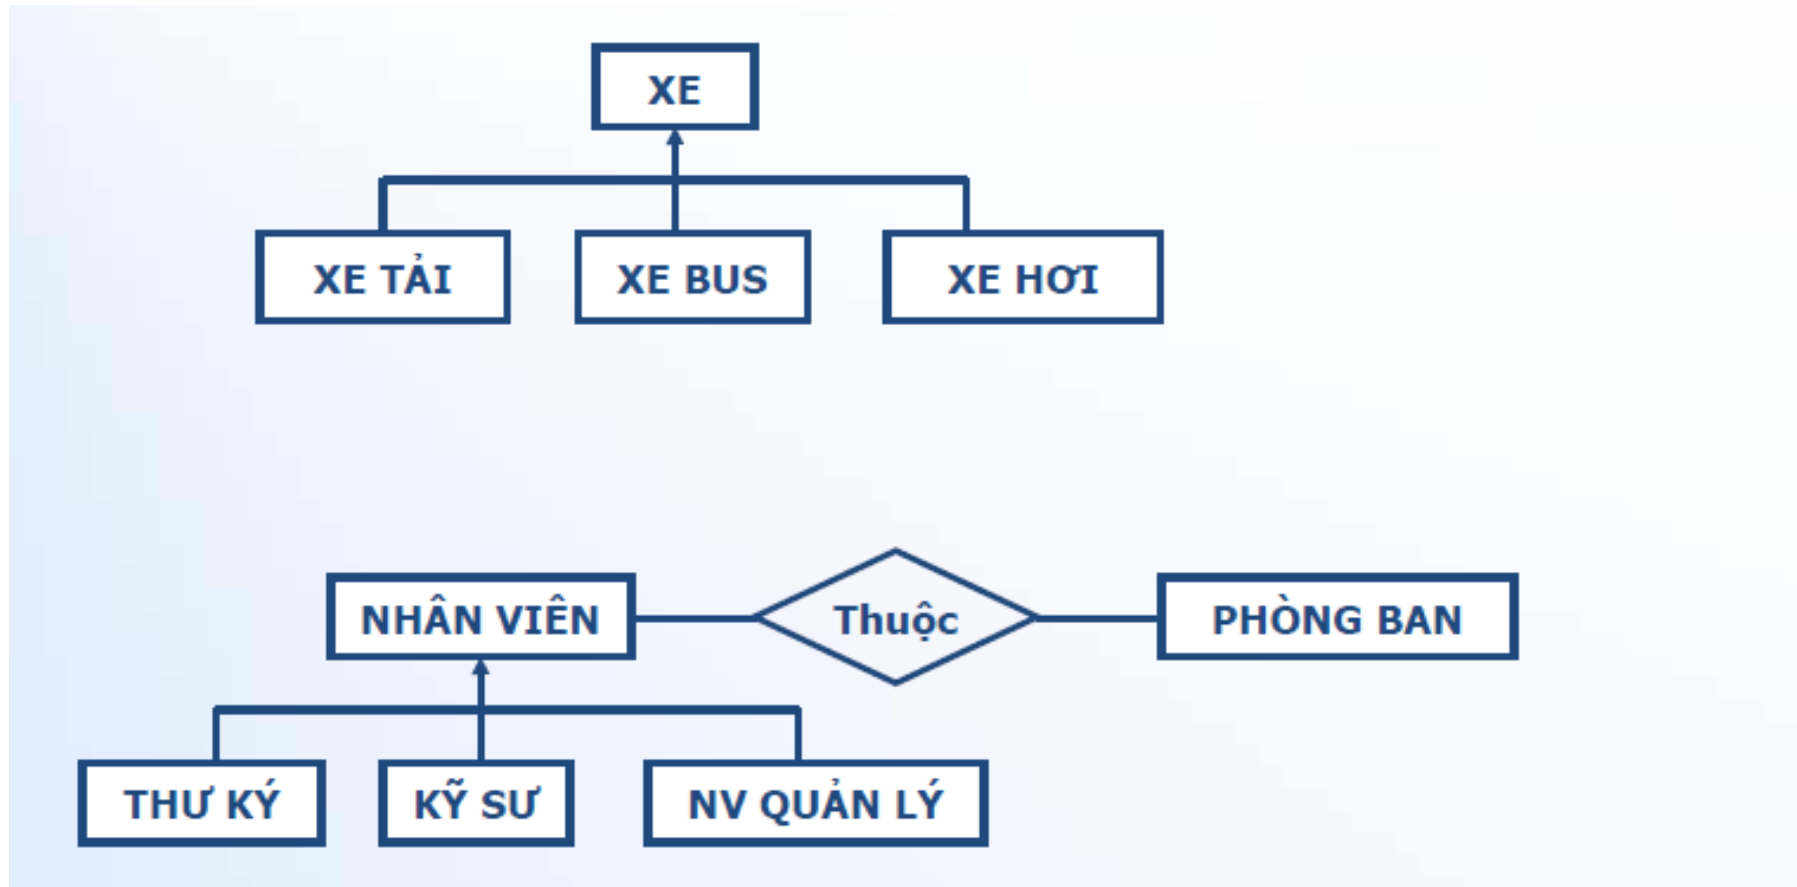 XE
XE TẢI
XE BUS
XE HƠI
NHÂN VIÊN
Thuộc
PHÒNG BAN
THƯ KÝ
KỸ SƯ
NV QUẢN LÝ